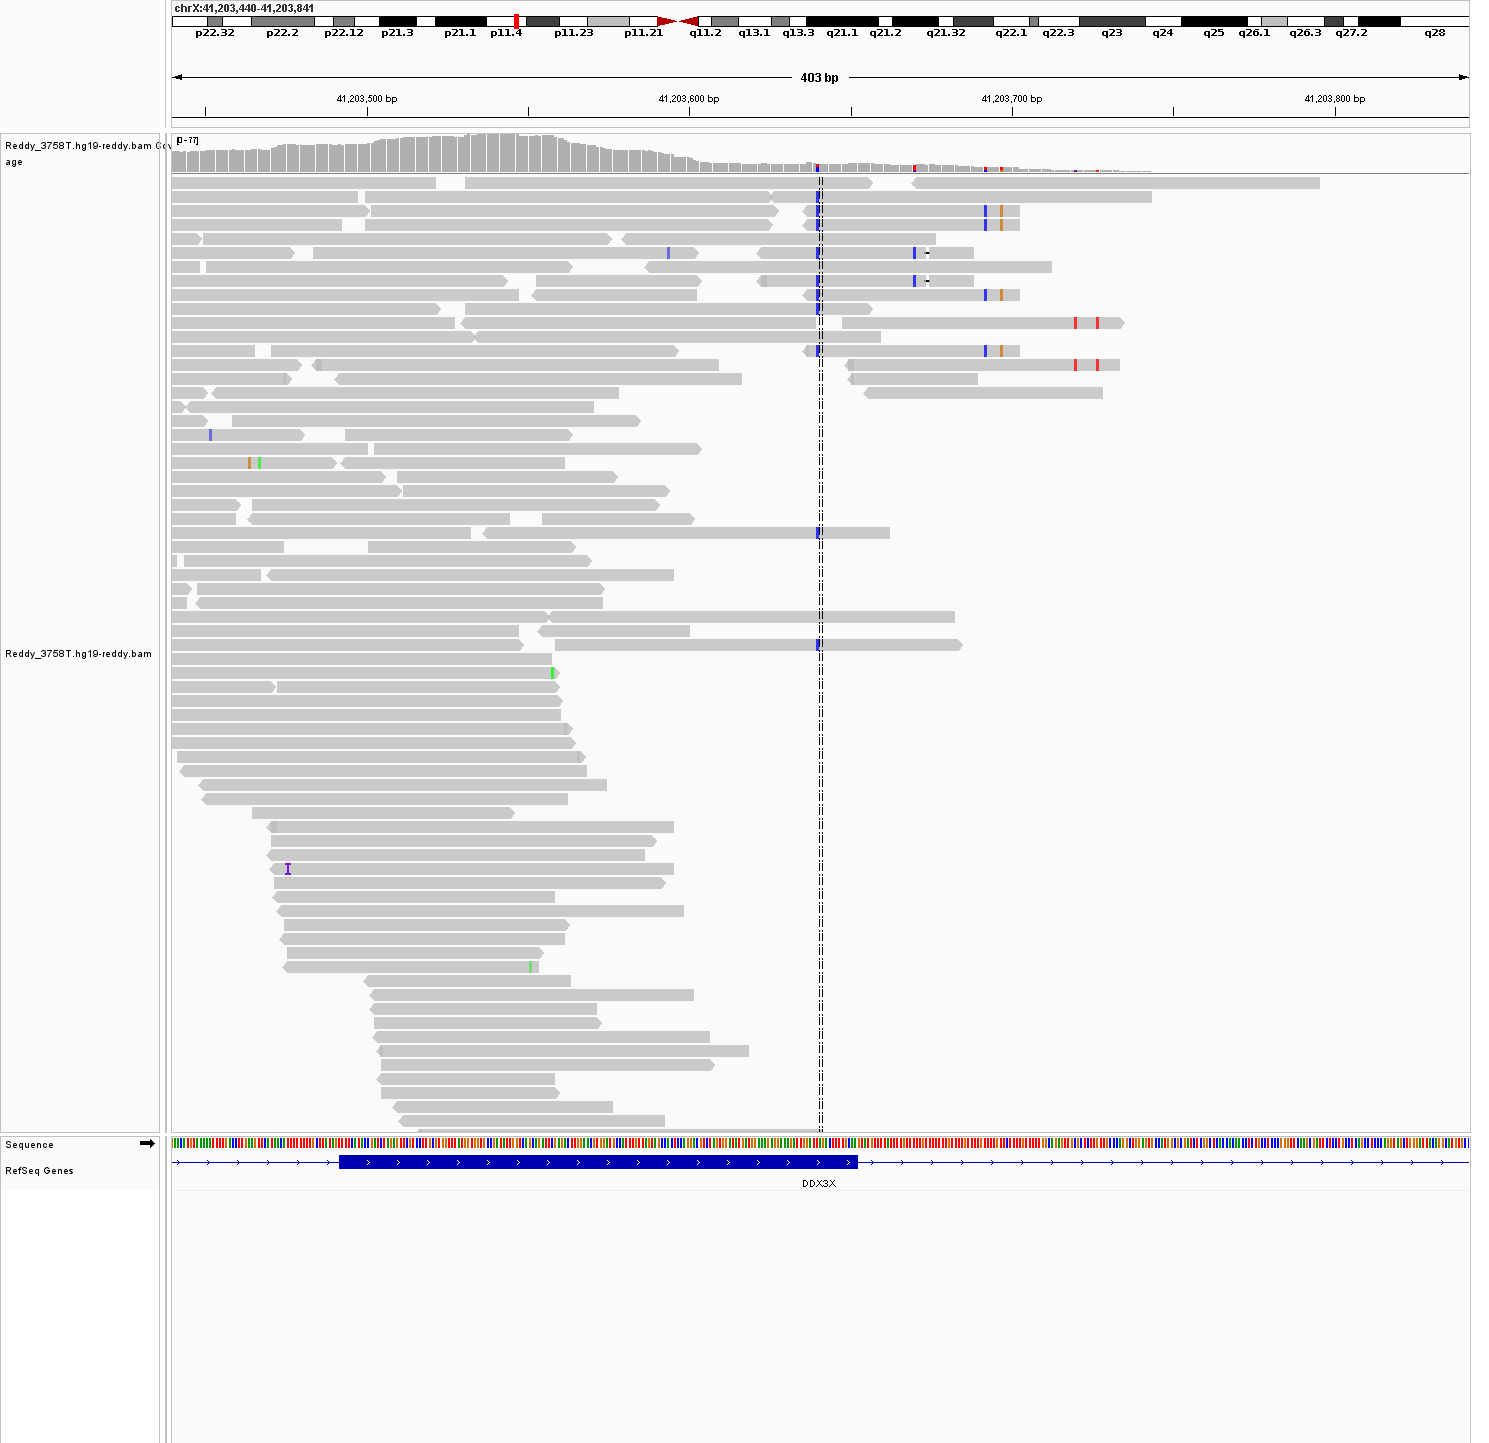 chrX:41,203,440-41,203,841
p22.32 p22.2 p22.12 p21.3 p21.1 p11.4 p11.23 p11.21 q11.2 q13.1 q13.3 q21.1 q21.2 q21.32 q22.1 q22.3 q23 q24 q25 q26.1 q26.3 q27.2 q28
403 bp
41,203,500 bp 41,203,600 bp 41,203,700 bp 41,203,800 bp
[0 - 77]
Reddy_3758T.hg19-reddy.bam Cov
age
Reddy_3758T.hg19-reddy.bam
Sequence
RefSeq Genes
DDX3X